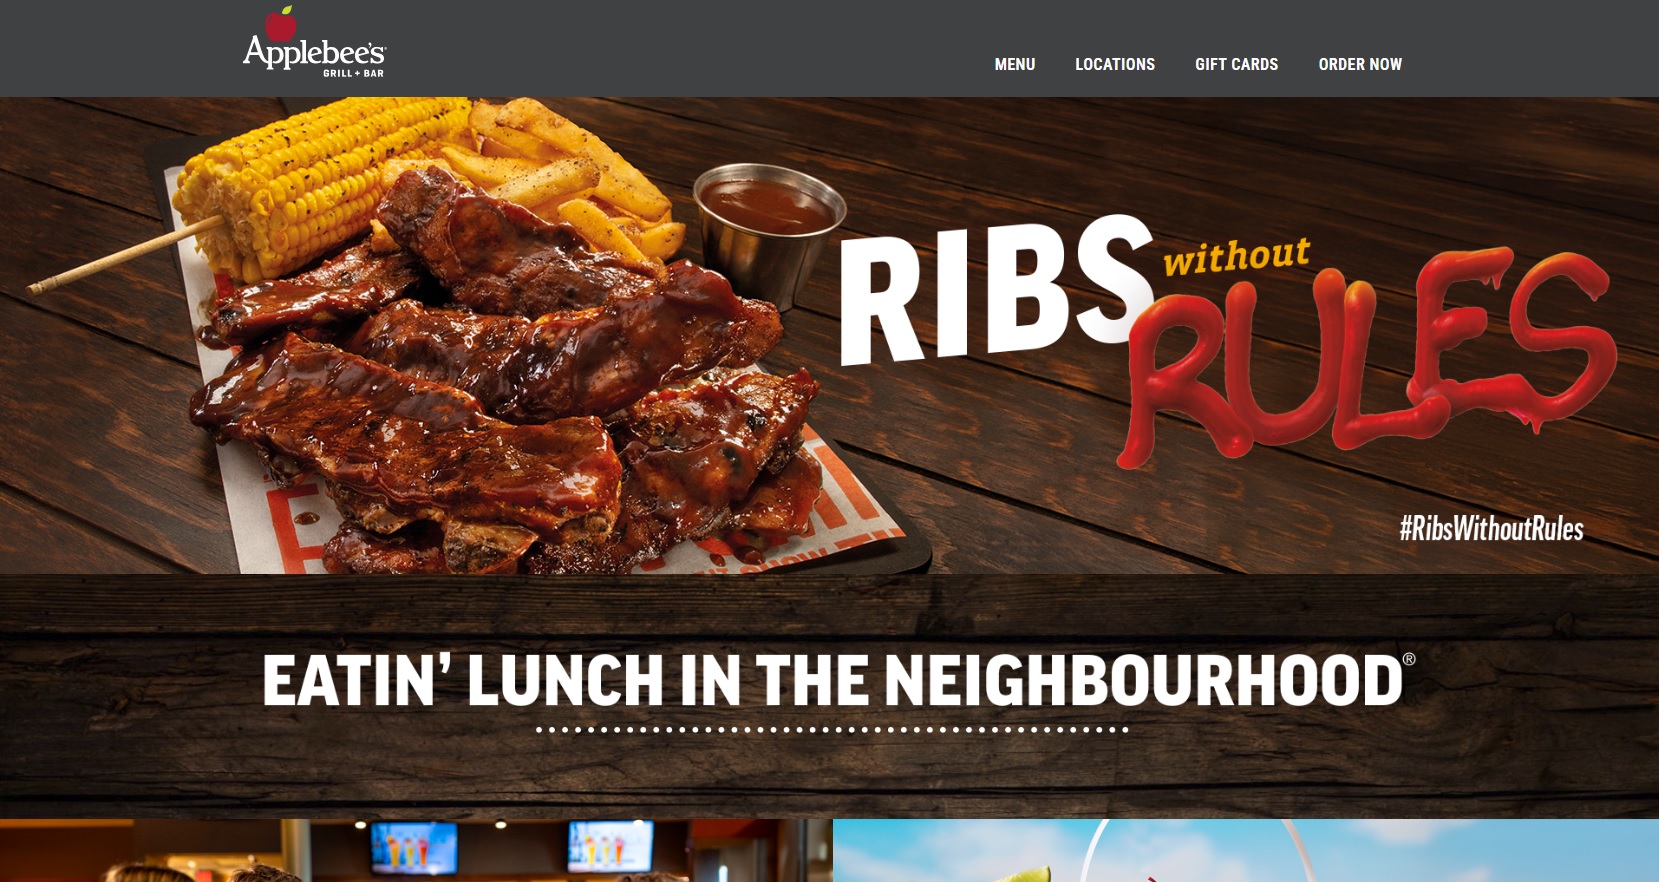 Applebee's
GRILL + BAR
MENU
LOCATIONS
GIFT CARDS
ORDER NOW
RIBS
without
RULES
#RibsWithoutRules
EATIN’ LUNCH IN THE NEIGHBOURHOOD®